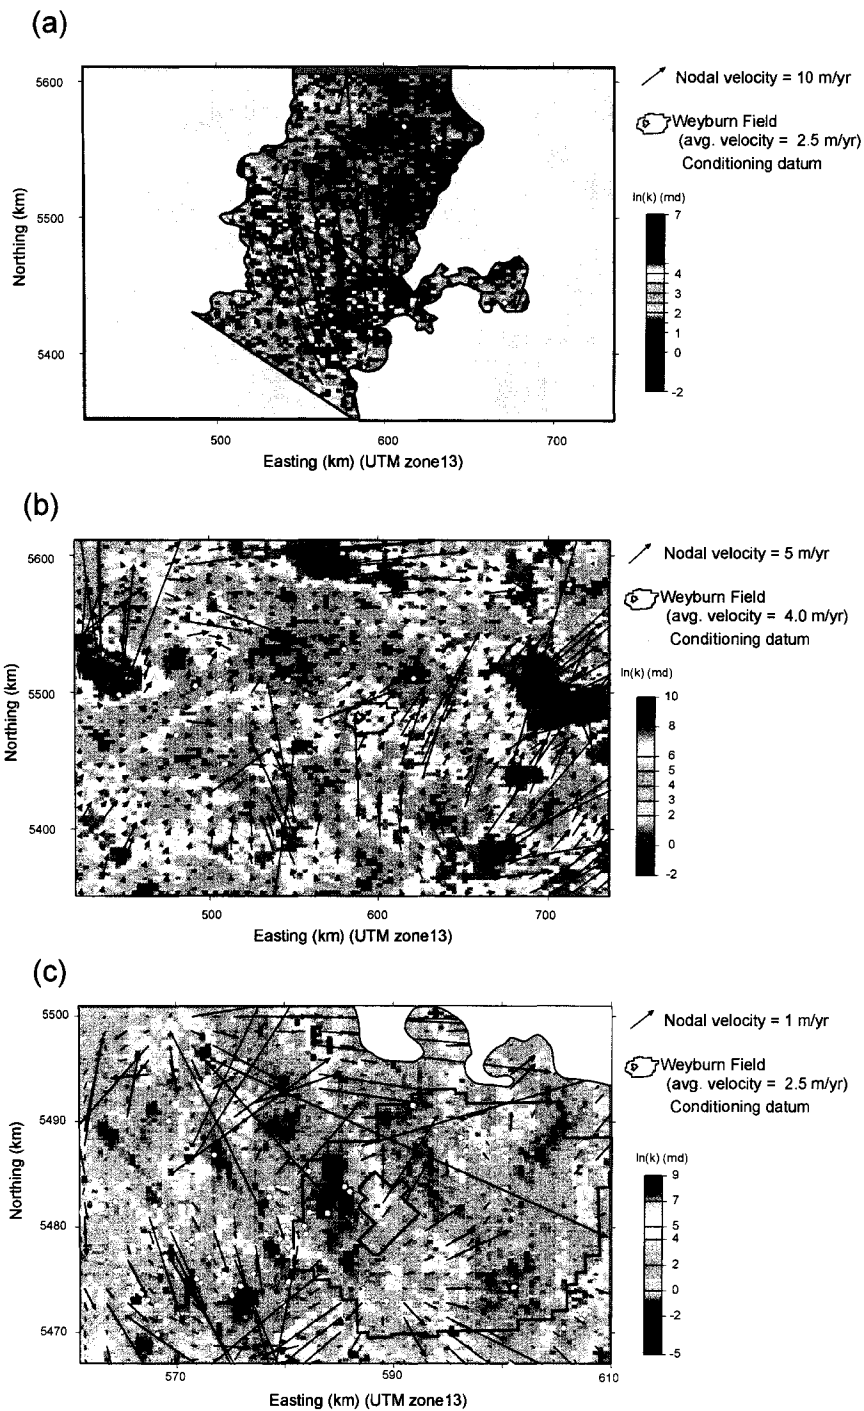 (a)
Nodal velocity = 10 m/yr
Weyburn Field
(avg. velocity = 2.5 m/yr)
Conditioning datum
ln(k) (md)
7
4
3
2
1
0
-2
5600
5500
5400
Northing (km)
500
600
700
Easting (km) (UTM zone13)
(b)
Nodal velocity = 5 m/yr
Weyburn Field
(avg. velocity = 4.0 m/yr)
Conditioning datum
ln(k) (md)
10
8
6
5
4
3
2
0
-2
5600
5500
5400
Northing (km)
500
600
700
Easting (km) (UTM zone13)
(c)
Nodal velocity = 1 m/yr
Weyburn Field
(avg. velocity = 2.5 m/yr)
Conditioning datum
ln(k) (md)
9
7
5
4
2
0
-2
-5
5500
5490
5480
5470
Northing (km)
570
590
610
Easting (km) (UTM zone13)